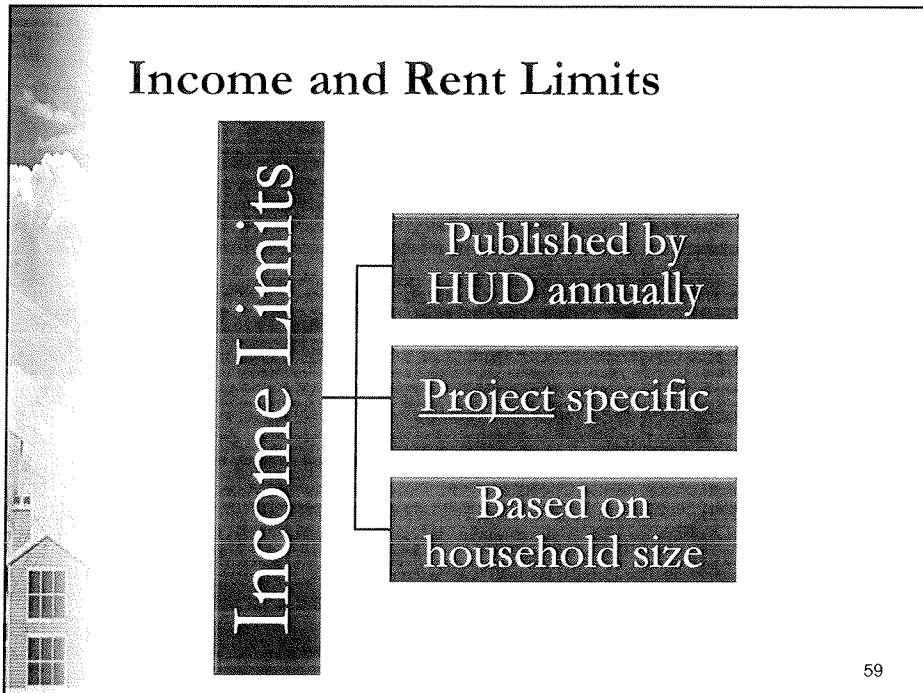 Income and Rent Limits
Income Limits
Published by
HUD annually
Project specific
Based on
household size
59